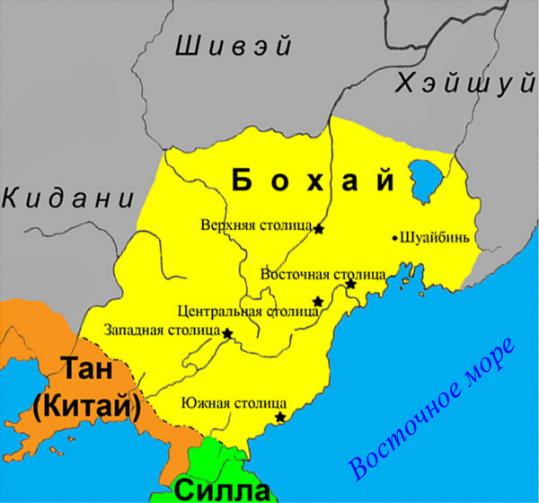 Шивэй
Хэйшуй
Бохай
Кидани
Верхняя столица
Шуайбинь
Восточная столица
Центральная столица
Западная столица
Тан
(Китай)
Восточное море
Южная столица
Силла